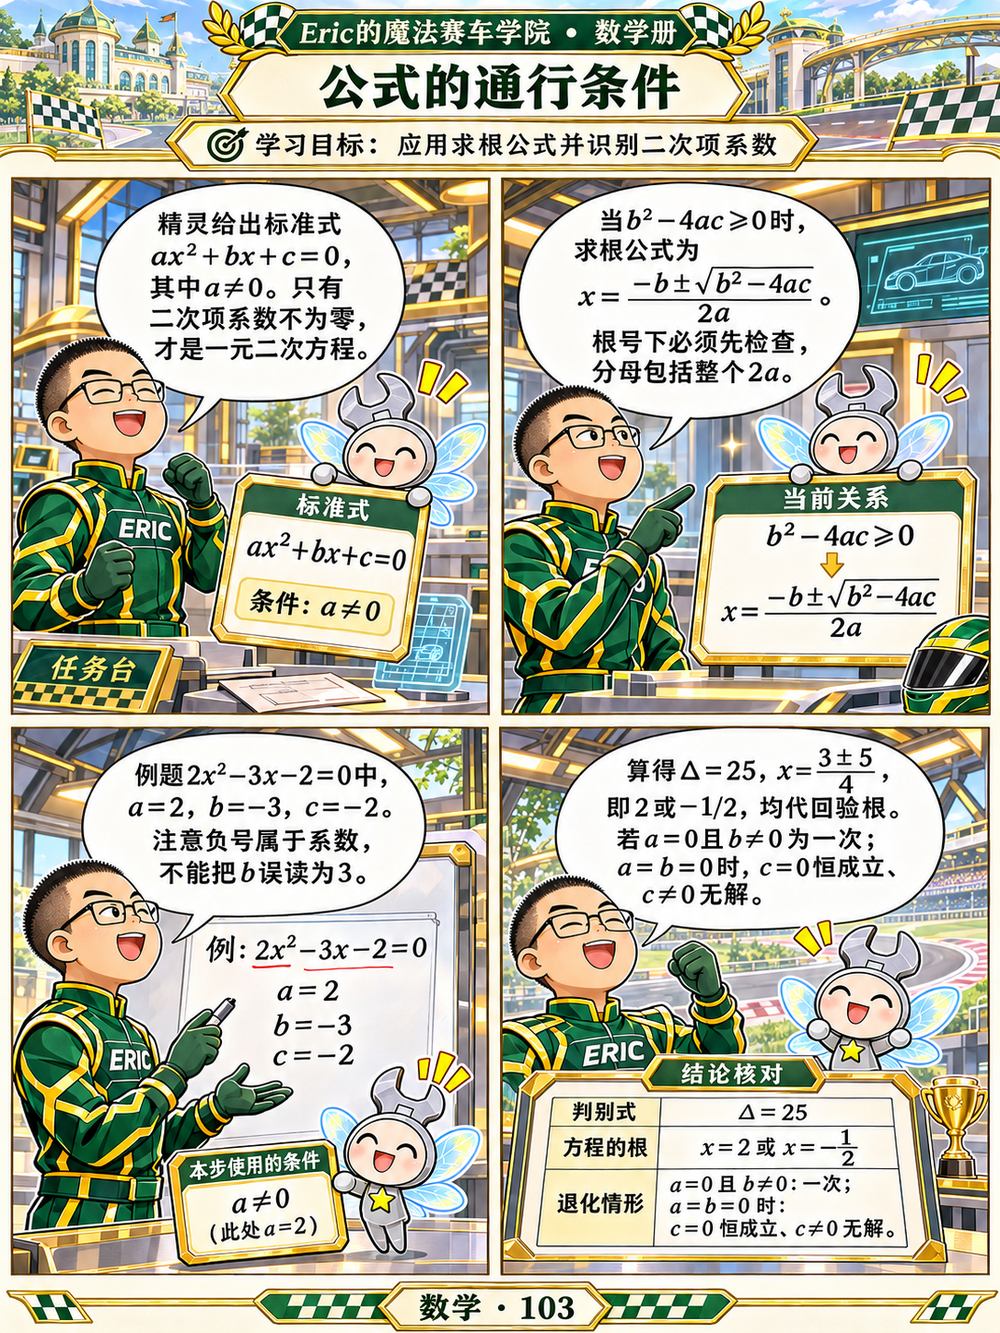 Eric的魔法赛车学院 • 数学册
公式的通行条件
学习目标：应用求根公式并识别二次项系数
精灵给出标准式
ax²+bx+c=0，
其中a≠0。只有
二次项系数不为零，
才是一元二次方程。
ERIC
标准式
ax²+bx+c=0
条件：a≠0
任务台
当b²−4ac⩾0时，
求根公式为
x=(−b±√(b²−4ac))/(2a)。
根号下必须先检查，
分母包括整个2a。
当前关系
b²−4ac⩾0
x=(−b±√(b²−4ac))/(2a)
例题2x²−3x−2=0中，
a=2，b=−3，c=−2。
注意负号属于系数，
不能把b误读为3。
例：2x²−3x−2=0
a=2
b=−3
c=−2
ERIC
本步使用的条件
a≠0
（此处a=2）
算得Δ=25，x=(3±5)/4，
即2或−1/2，均代回验根。
若a=0且b≠0为一次；
a=b=0时，c=0恒成立、
c≠0无解。
ERIC
结论核对
判别式 Δ=25
方程的根 x=2或x=−1/2
退化情形 a=0且b≠0：一次；
a=b=0时：
c=0恒成立、c≠0无解。
数学 · 103